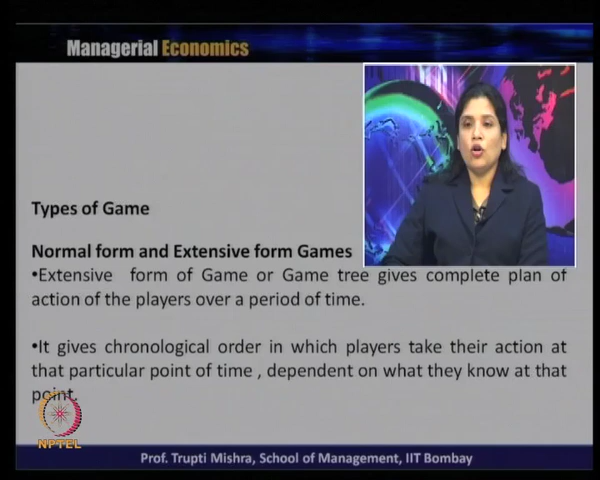 Managerial Economics
Types of Game
Normal form and Extensive form Games
•Extensive form of Game or Game tree gives complete plan of
action of the players over a period of time.
•It gives chronological order in which players take their action at
that particular point of time , dependent on what they know at that
point.
NPTEL
Prof. Trupti Mishra, School of Management, IIT Bombay